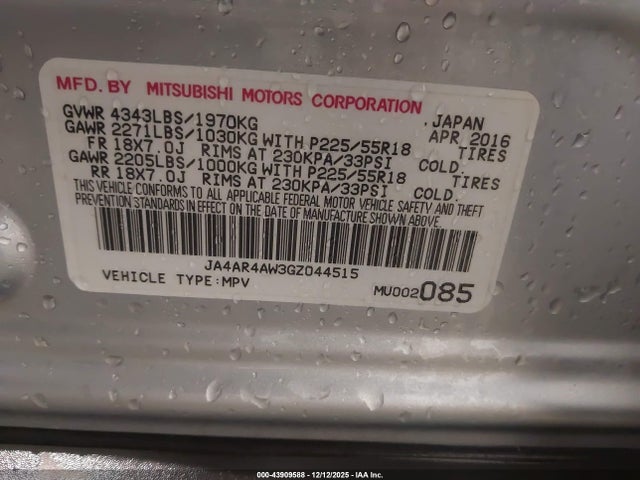 MFD. BY MITSUBISHI MOTORS CORPORATION
GVWR 4343LBS/1970KG . JAPAN
GAWR 2271LBS/1030KG WITH P225/55R18 APR 2016
FR 18X7.0J RIMS AT 230KPA/33PSI COLD. TIRES
GAWR 2205LBS/1000KG WITH P225/55R18
RR 18X7.0J RIMS AT 230KPA/33PSI COLD. TIRES
THIS VEHICLE CONFORMS TO ALL APPLICABLE FEDERAL MOTOR VEHICLE SAFETY AND THEFT
PREVENTION STANDARDS IN EFFECT ON THE DATE OF MANUFACTURE SHOWN ABOVE.
JA4AR4AW3GZ044515
VEHICLE TYPE:MPV MU002085
000-43909588 - 12/12/2025 - IAA Inc.